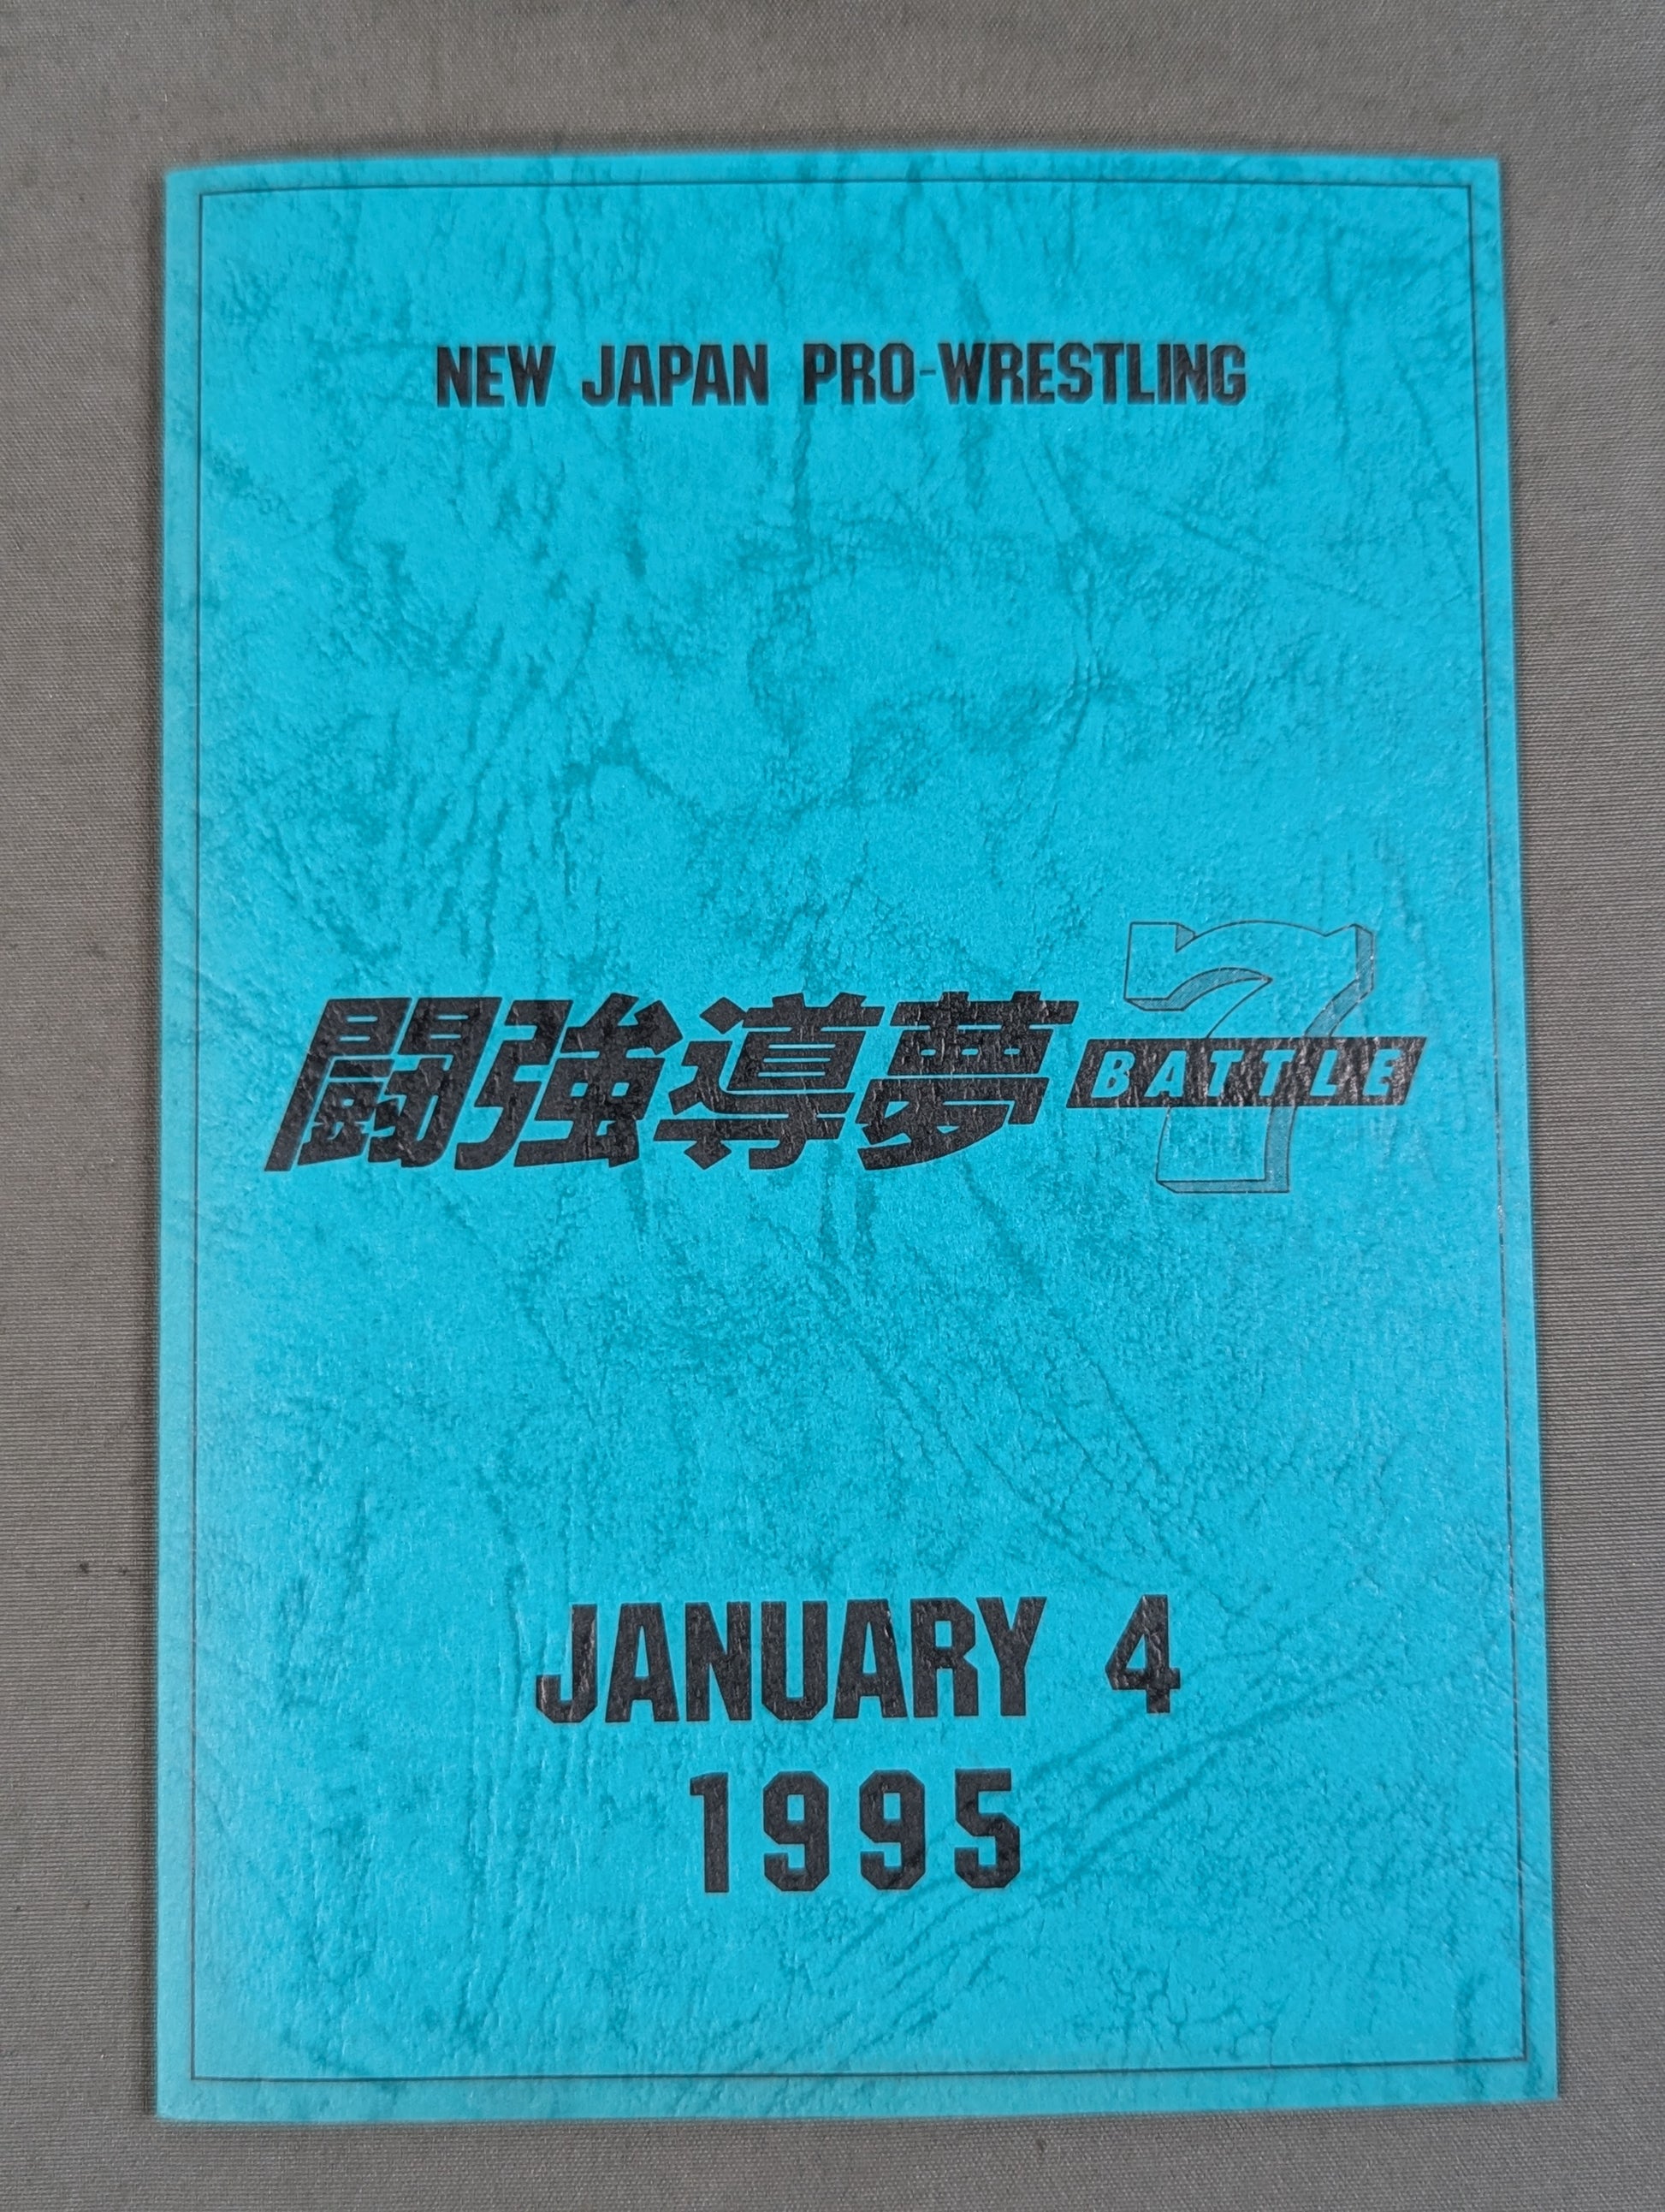 NEW JAPAN PRO-WRESTLING
闘強導夢 BATTLE 7
JANUARY 4
1995